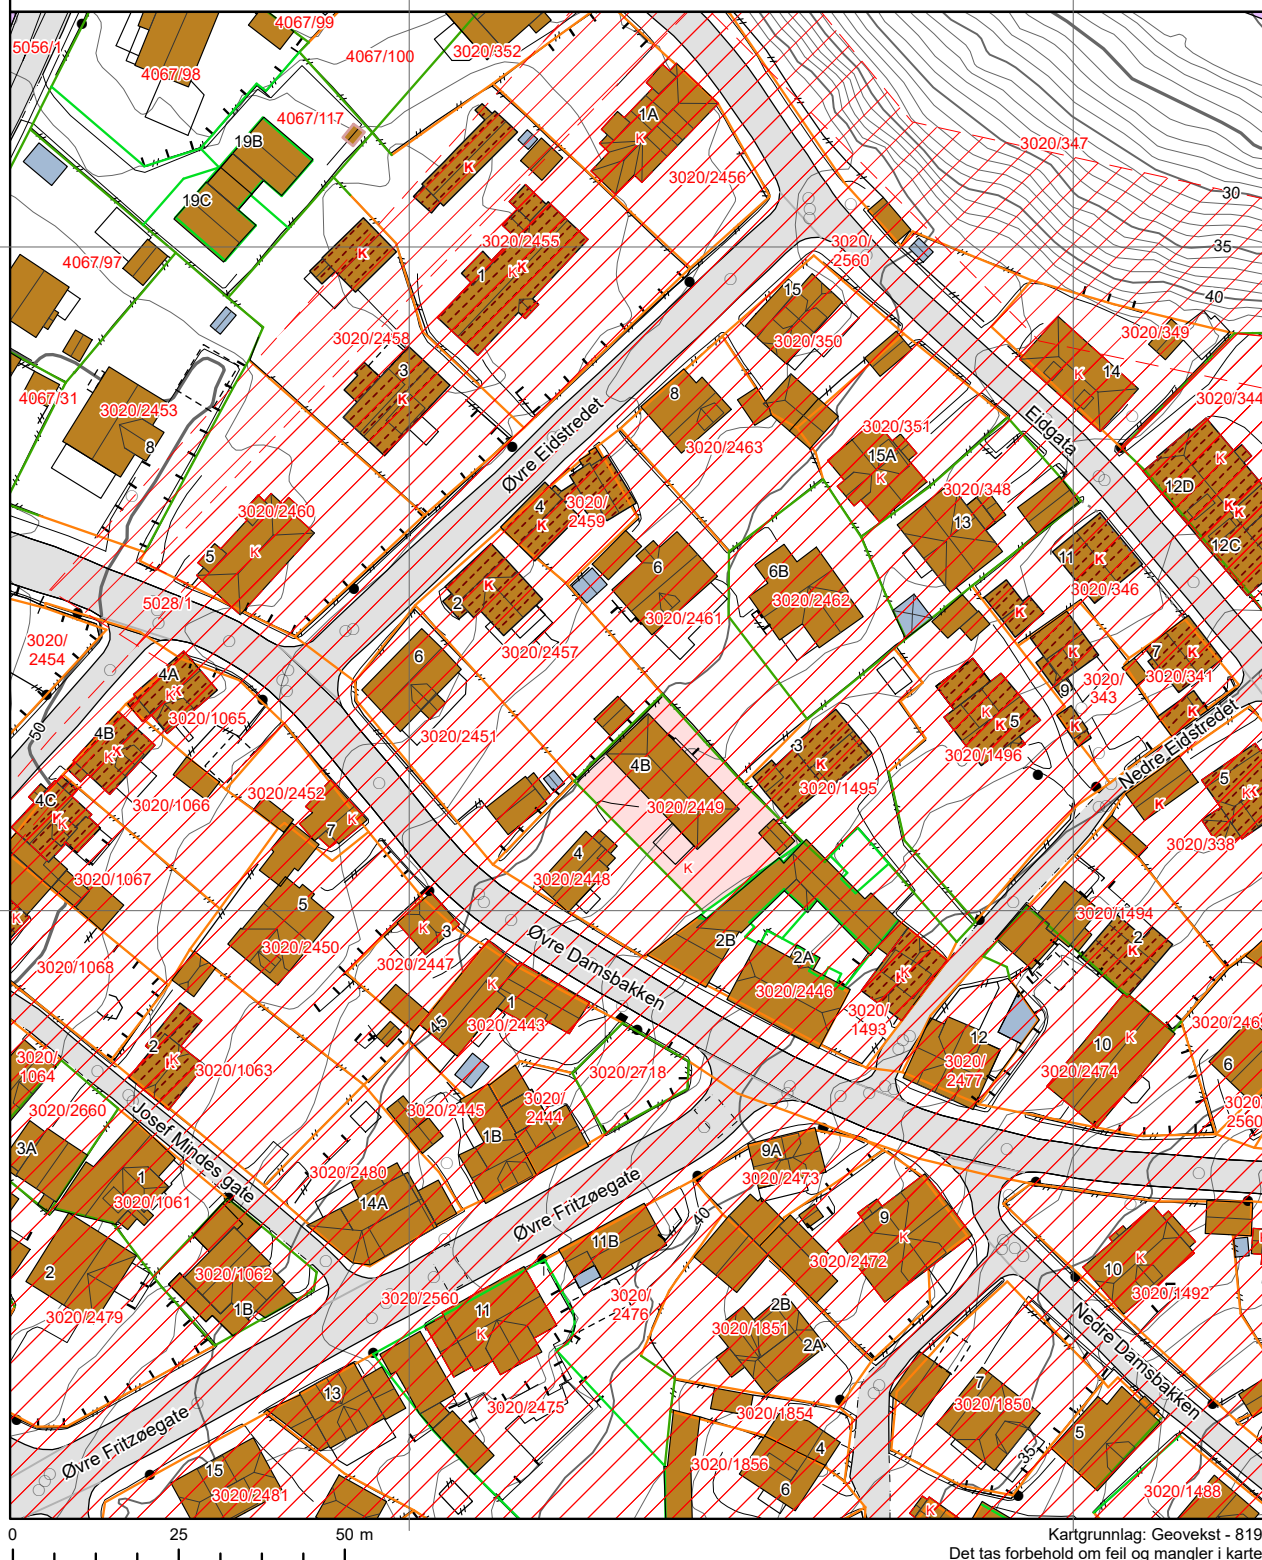 4067/99
5056/1
4067/98
4067/100
3020/352
4067/117
19B
1A
K
3020/347
K
3020/2456
30
19C
3020/2455
3020/
2560
35
4067/97
K
K
K
1
15
40
3020/2458
3020/350
3020/349
3
14
K
4067/31
3020/2453
K
8
3020/344
8
Øvre Eidstredet
3020/2463
3020/351
Eidgata
15A
K
K
3020/348
12D
4
3020/
2459
K
3020/2460
K
K
13
5
K
12C
11
K
6
6B
5028/1
2
K
3020/2461
3020/2462
3020/346
K
3020/
2454
3020/2457
6
K
7
K
4A
K
K
3020/1065
9
3020/
343
3020/341
50
4B
K
K
3020/2451
K
K
5
K
K
3
3020/1496
Nedre Eidstredet
4B
K
5
4C
3020/1066
3020/2452
3020/2449
3020/1495
K
K
K
K
K
7
K
4
3020/338
3020/1067
K
3020/2448
K
5
3020/1494
K
3020/2450
K
3
2B
2
K
3020/1068
3020/2447
Øvre Damsbakken
2A
K
K
K
1
3020/2446
45
3020/2443
3020/
1493
3020/2469
2
K
K
12
10
K
3020/
1064
3020/1063
3020/2718
3020/
2477
3020/2474
6
3020/2660
Josef Mindes gate
3020/2445
3020/
2444
3020/
2560
3A
1B
9A
1
3020/2480
3020/2473
3020/1061
14A
Øvre Fritzøegate
40
9
K
11B
2
3020/1062
3020/2472
10
K
3020/2479
1B
3020/2560
11
K
3020/
2476
2B
3020/1851
2A
3020/1492
Nedre Damsbakken
13
3020/2475
7
3020/1850
3020/1854
5
Øvre Fritzøegate
4
35
15
3020/2481
3020/1856
6
3020/1488
K
0
25
50 m
Kartgrunnlag: Geovekst - 819
Det tas forbehold om feil og mangler i karte